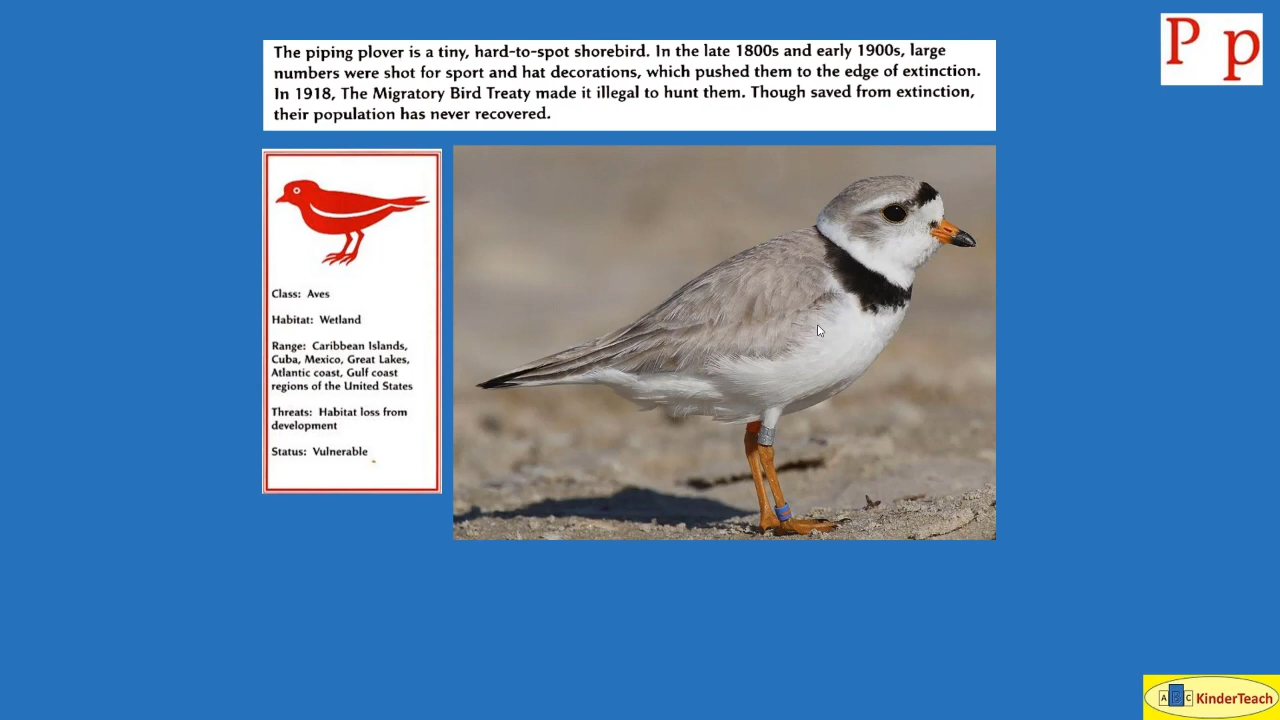 P p
The piping plover is a tiny, hard-to-spot shorebird. In the late 1800s and early 1900s, large
numbers were shot for sport and hat decorations, which pushed them to the edge of extinction.
In 1918, The Migratory Bird Treaty made it illegal to hunt them. Though saved from extinction,
their population has never recovered.
Class: Aves
Habitat: Wetland
Range: Caribbean Islands,
Cuba, Mexico, Great Lakes,
Atlantic coast, Gulf coast
regions of the United States
Threats: Habitat loss from
development
Status: Vulnerable
ABC KinderTeach